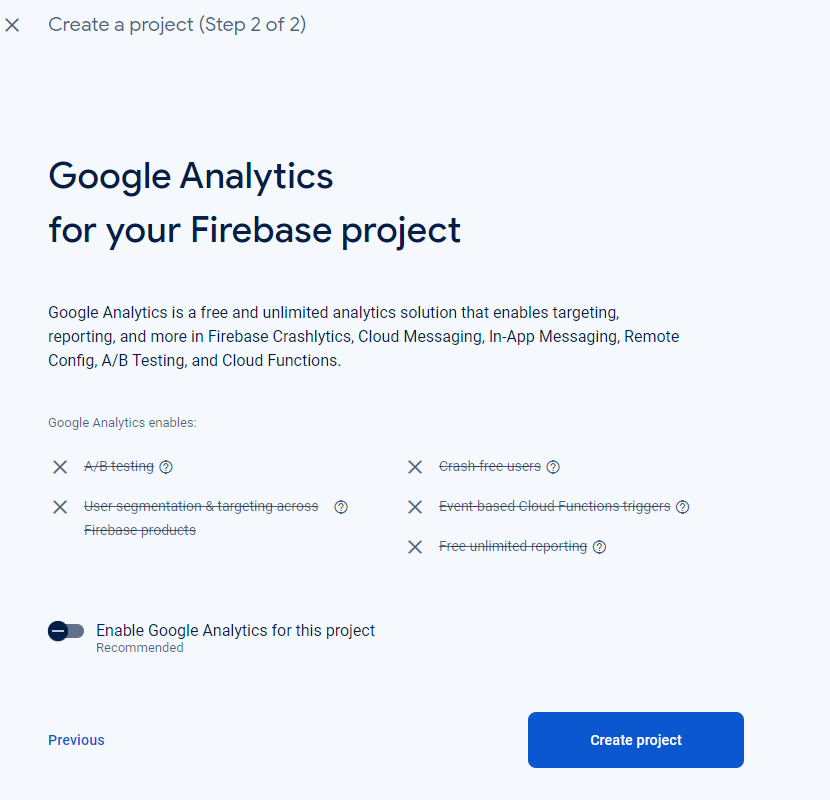 Create a project (Step 2 of 2)
Google Analytics
for your Firebase project
Google Analytics is a free and unlimited analytics solution that enables targeting,
reporting, and more in Firebase Crashlytics, Cloud Messaging, In-App Messaging, Remote
Config, A/B Testing, and Cloud Functions.
Google Analytics enables:
A/B testing
User segmentation & targeting across
Firebase products
Crash-free users
Event-based Cloud Functions triggers
Free unlimited reporting
Enable Google Analytics for this project
Recommended
Previous
Create project